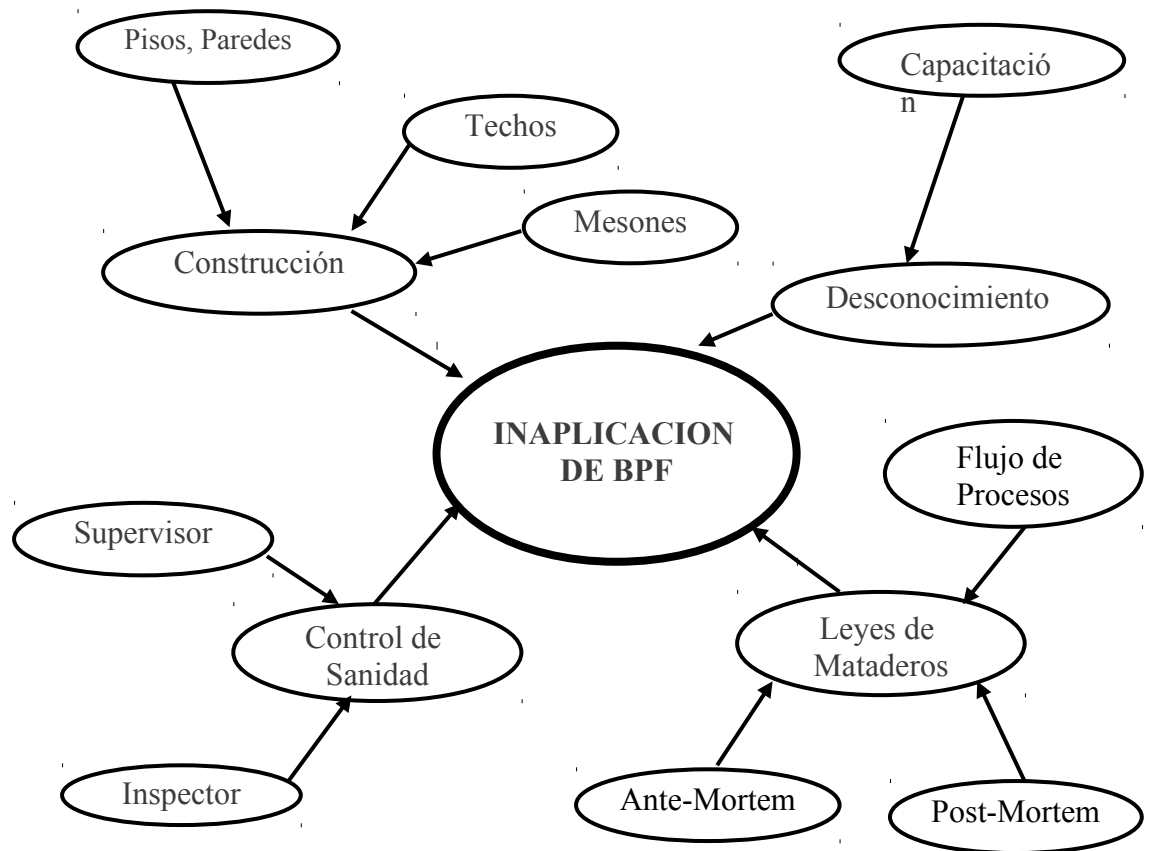 Pisos, Paredes
Capacitació
n
Techos
Mesones
Construcción
Desconocimiento
INAPLICACION
DE BPF
Flujo de
Procesos
Supervisor
Control de
Sanidad
Leyes de
Mataderos
Inspector
Ante-Mortem
Post-Mortem